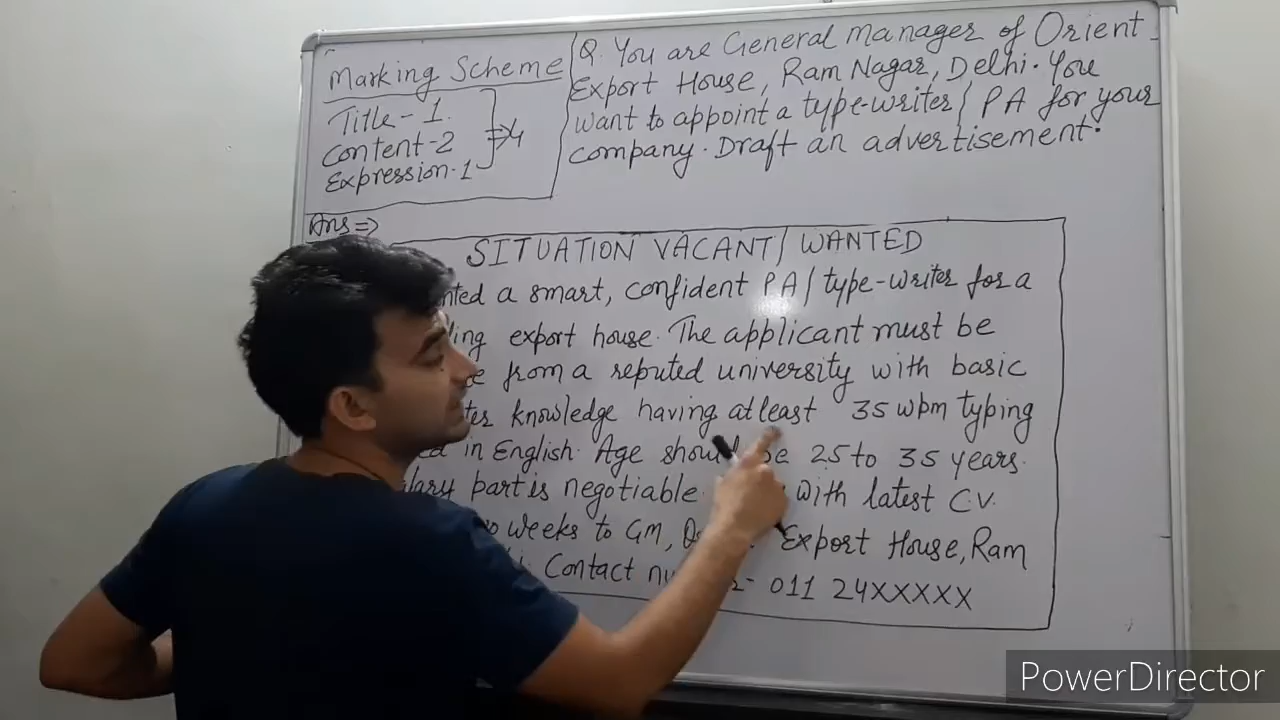 Marking Scheme
Title - 1.
Content - 2
Expression - 1
=> 4
Q. You are General manager of Orient
Export House, Ram Nagar, Delhi. You
want to appoint a type-writer / PA for your
company. Draft an advertisement.
Ans =>
SITUATION VACANT / WANTED
a smart, confident PA / type-writer for a
export house. The applicant must be
from a reputed university with basic
knowledge having atleast 35 wpm typing
in English. Age should be 25 to 35 years.
part is negotiable. with latest C.V.
weeks to GM, Export House, Ram
Contact 011 24XXXXX
PowerDirector